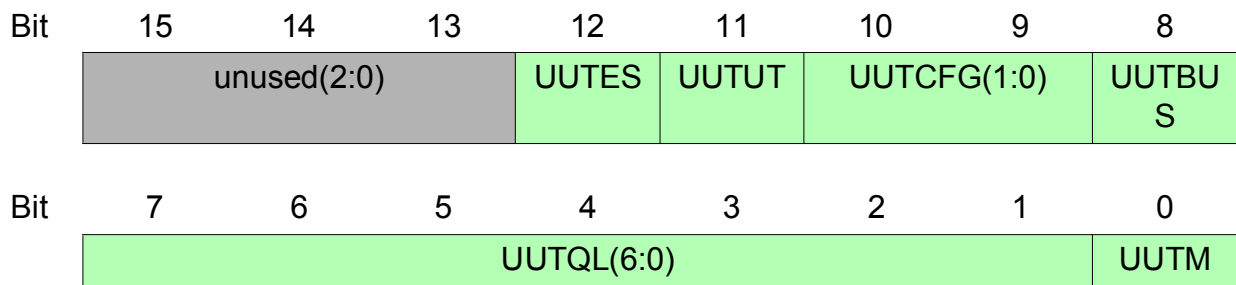 Bit 15 14 13 12 11 10 9 8
unused(2:0) UUTES UUTUT UUTCFG(1:0) UUTBU
S
Bit 7 6 5 4 3 2 1 0
UUTQL(6:0) UUTM